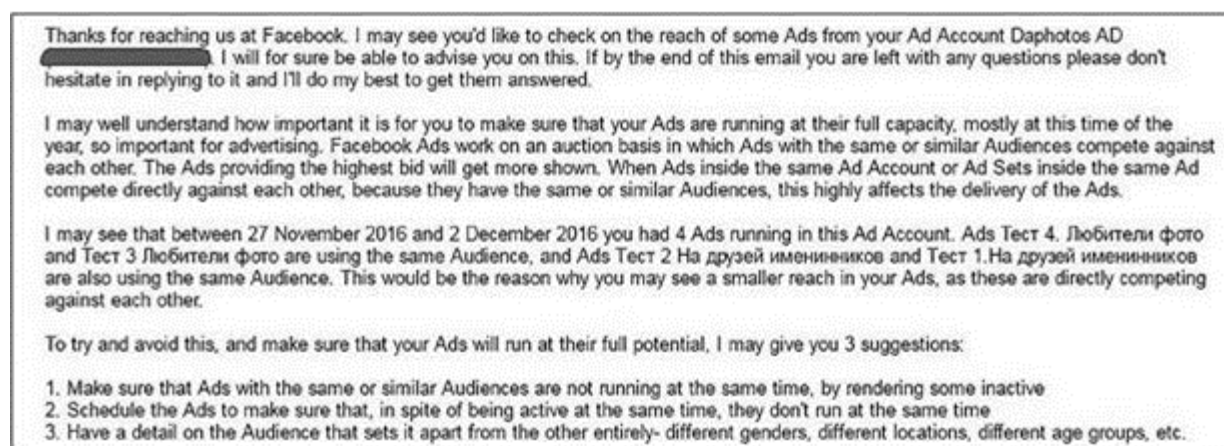 Thanks for reaching us at Facebook. I may see you'd like to check on the reach of some Ads from your Ad Account Daphotos AD
. I will for sure be able to advise you on this. If by the end of this email you are left with any questions please don't
hesitate in replying to it and I'll do my best to get them answered.
I may well understand how important it is for you to make sure that your Ads are running at their full capacity, mostly at this time of the
year, so important for advertising. Facebook Ads work on an auction basis in which Ads with the same or similar Audiences compete against
each other. The Ads providing the highest bid will get more shown. When Ads inside the same Ad Account or Ad Sets inside the same Ad
compete directly against each other, because they have the same or similar Audiences, this highly affects the delivery of the Ads.
I may see that between 27 November 2016 and 2 December 2016 you had 4 Ads running in this Ad Account. Ads Тест 4. Любители фото
and Тест 3 Любители фото are using the same Audience, and Ads Тест 2 На друзей именинников and Тест 1.На друзей именинников
are also using the same Audience. This would be the reason why you may see a smaller reach in your Ads, as these are directly competing
against each other.
To try and avoid this, and make sure that your Ads will run at their full potential, I may give you 3 suggestions:
1. Make sure that Ads with the same or similar Audiences are not running at the same time, by rendering some inactive
2. Schedule the Ads to make sure that, in spite of being active at the same time, they don't run at the same time
3. Have a detail on the Audience that sets it apart from the other entirely- different genders, different locations, different age groups, etc.